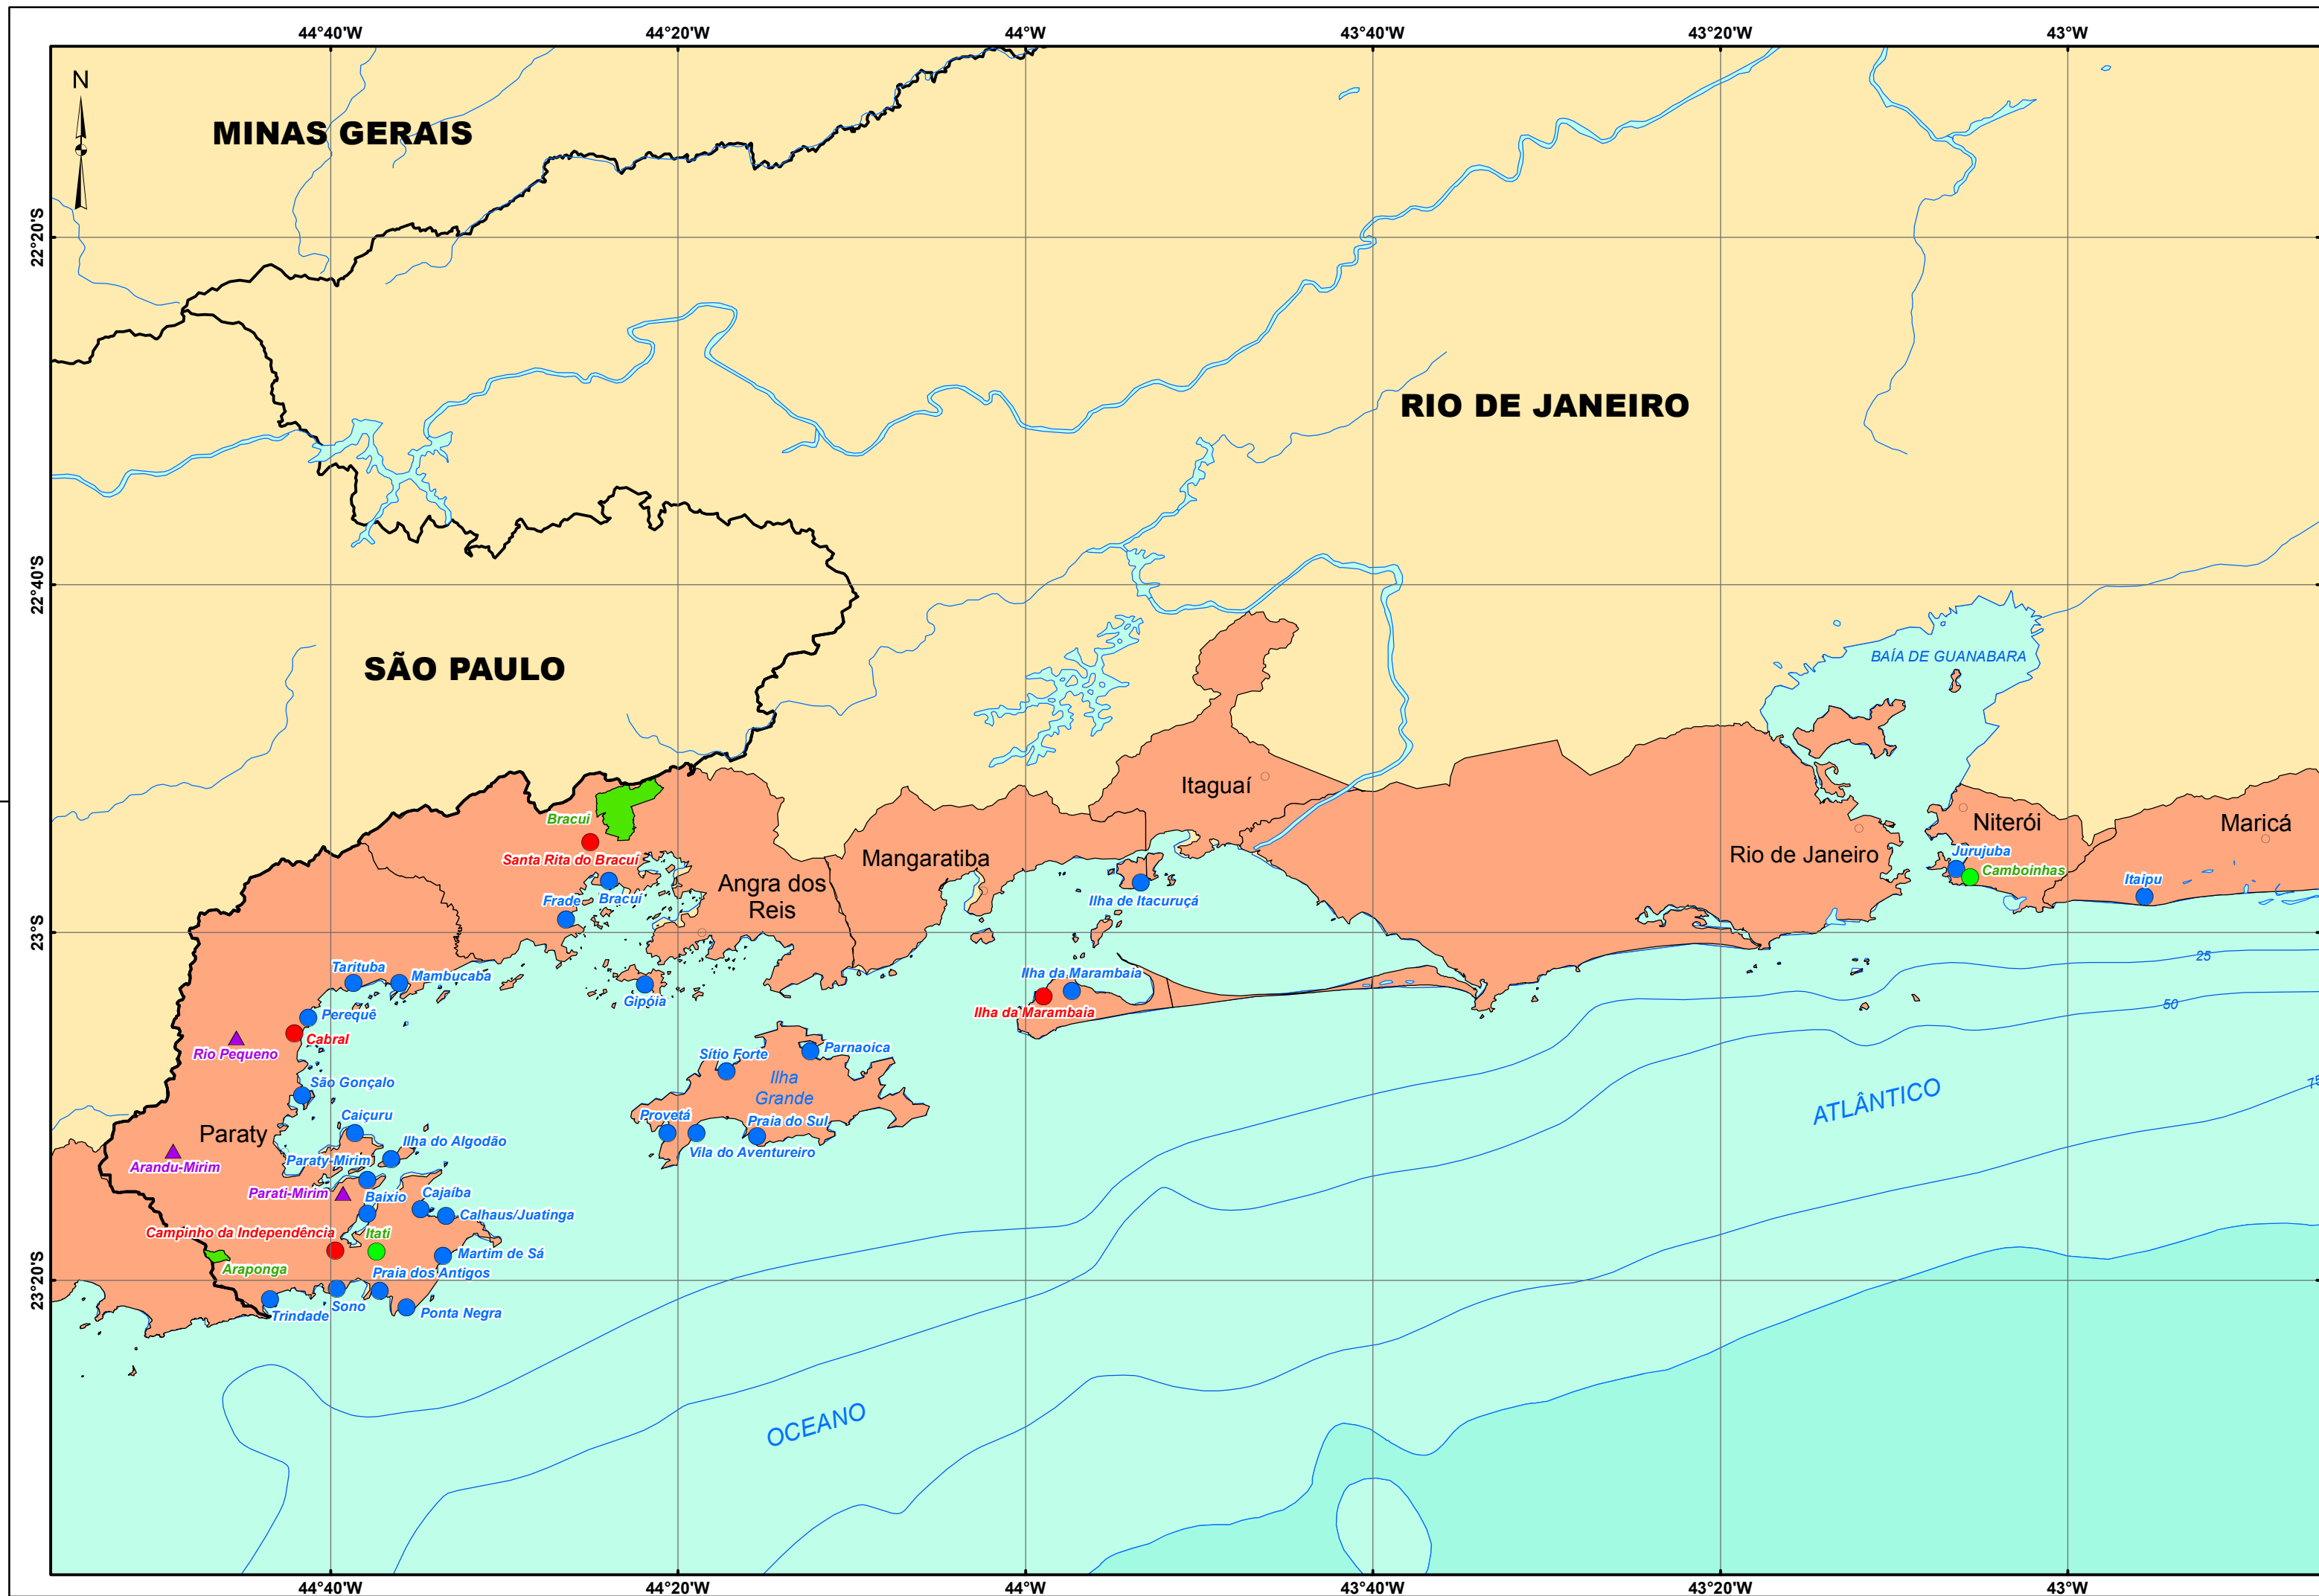 44°40'W
44°20'W
44°W
43°40'W
43°20'W
43°W
N
MINAS GERAIS
22°20'S
RIO DE JANEIRO
22°40'S
SÃO PAULO
BAÍA DE GUANABARA
Itaguaí
Bracui
Santa Rita do Bracuí
Mangaratiba
Angra dos
Reis
Rio de Janeiro
Niterói
Maricá
Jurujuba
Camboinhas
Itaipu
Frade
Bracuí
Ilha de Itacuruçá
23°S
25
Tarituba
Mambucaba
Gipóia
Ilha da Marambaia
Ilha da Marambaia
50
Perequê
Cabral
Rio Pequeno
Sítio Forte
Parnaoica
Ilha
Grande
75
ATLÂNTICO
São Gonçalo
Caiçuru
Provetá
Praia do Sul
Vila do Aventureiro
Paraty
Ilha do Algodão
Paraty-Mirim
Arandu-Mirim
Parati-Mirim
Baixio
Cajaíba
Calhaus/Juatinga
Campinho da Independência
Itati
Martim de Sá
Araponga
Praia dos Antigos
23°20'S
Trindade
Sono
Ponta Negra
OCEANO
44°40'W
44°20'W
44°W
43°40'W
43°20'W
43°W